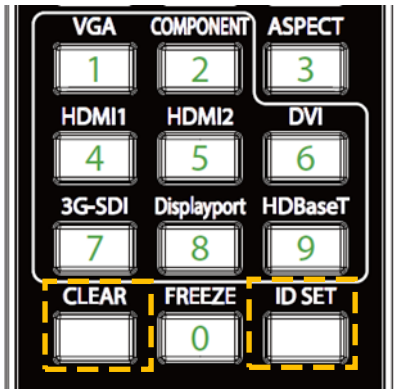 VGA COMPONENT ASPECT
1 2 3
HDMI1 HDMI2 DVI
4 5 6
3G-SDI Displayport HDBaseT
7 8 9
CLEAR FREEZE ID SET
0